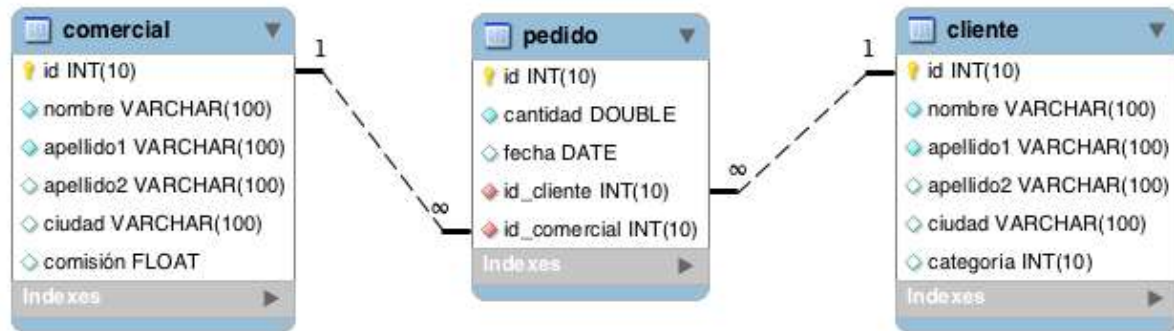 comercial
id INT(10)
nombre VARCHAR(100)
apellido1 VARCHAR(100)
apellido2 VARCHAR(100)
ciudad VARCHAR(100)
comisión FLOAT
Indexes
1
∞
pedido
id INT(10)
cantidad DOUBLE
fecha DATE
id_cliente INT(10)
id_comercial INT(10)
Indexes
1
∞
cliente
id INT(10)
nombre VARCHAR(100)
apellido1 VARCHAR(100)
apellido2 VARCHAR(100)
ciudad VARCHAR(100)
categoria INT(10)
Indexes